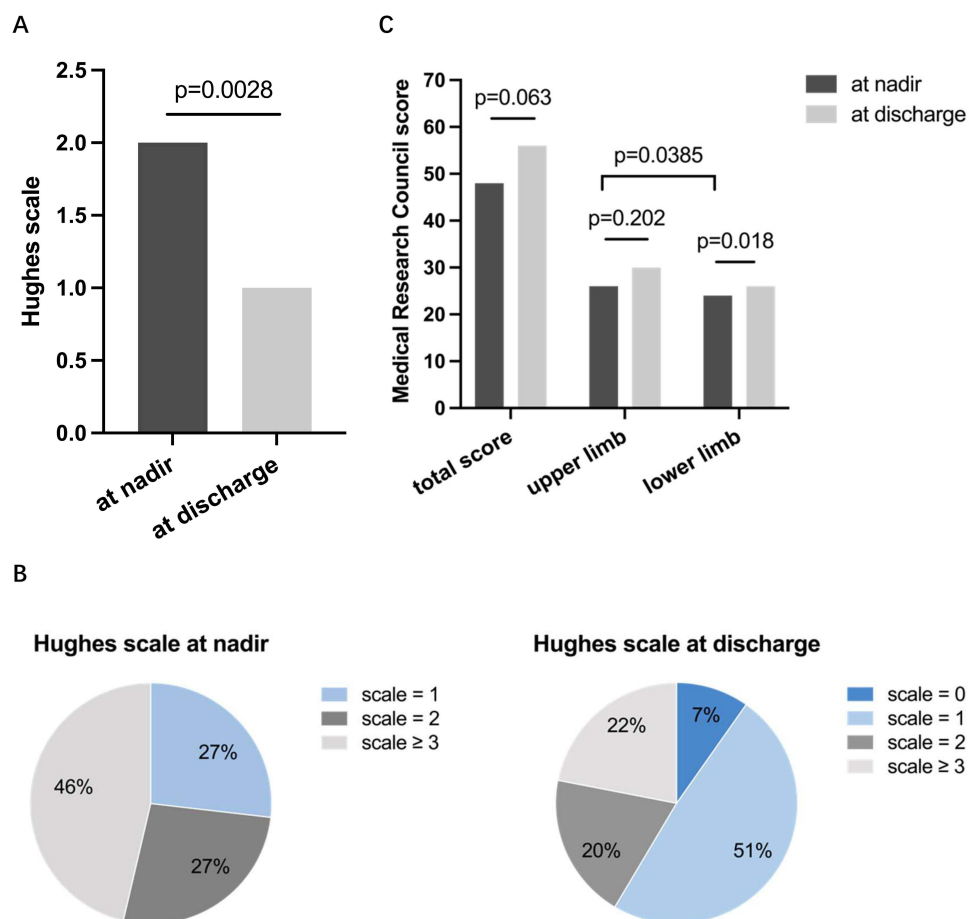 A
2.5
2.0
1.5
1.0
0.5
0.0
Hughes scale
p=0.0028
at nadir
at discharge
C
70
60
50
40
30
20
10
0
Medical Research Council score
p=0.063
p=0.0385
p=0.202
p=0.018
total score
upper limb
lower limb
at nadir
at discharge
B
Hughes scale at nadir
27%
27%
46%
scale = 1
scale = 2
scale ≥ 3
Hughes scale at discharge
7%
51%
20%
22%
scale = 0
scale = 1
scale = 2
scale ≥ 3